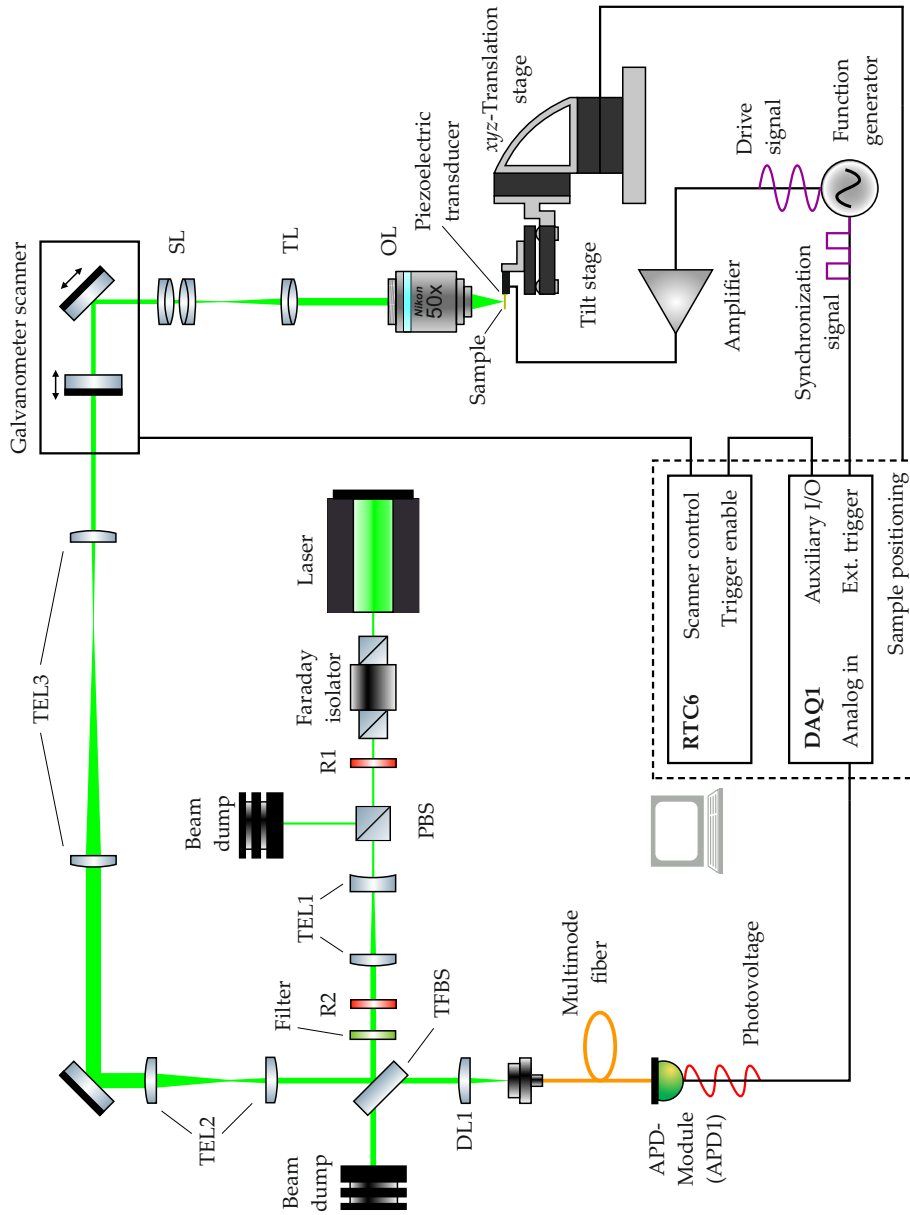 Galvanometer scanner
SL
TL
OL
Nikon
50x
Sample
Piezoelectric
transducer
xyz-Translation
stage
Tilt stage
TEL3
TEL2
Beam
dump
Filter
R2
TEL1
Beam
dump
R1
Faraday
isolator
Laser
TFBS
PBS
DL1
Multimode
fiber
APD-
Module
(APD1)
Photovoltage
RTC6
Scanner control
Trigger enable
DAQ1
Auxiliary I/O
Analog in
Ext. trigger
Sample positioning
Amplifier
Synchronization
signal
Drive
signal
Function
generator